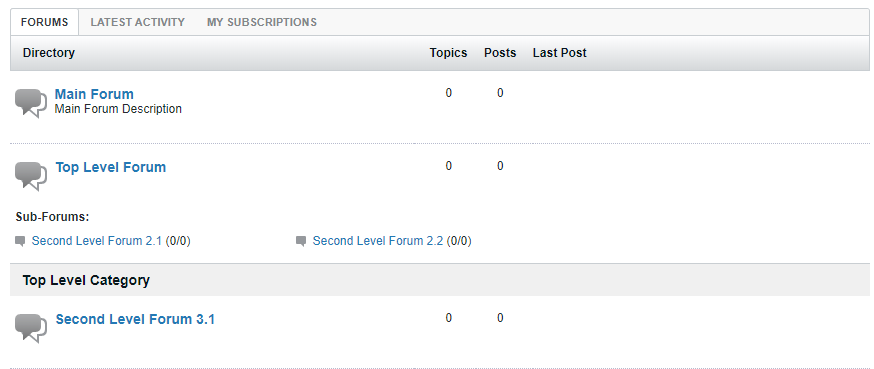 FORUMS LATEST ACTIVITY MY SUBSCRIPTIONS
Directory Topics Posts Last Post
Main Forum 0 0
Main Forum Description
Top Level Forum 0 0
Sub-Forums:
Second Level Forum 2.1 (0/0) Second Level Forum 2.2 (0/0)
Top Level Category
Second Level Forum 3.1 0 0